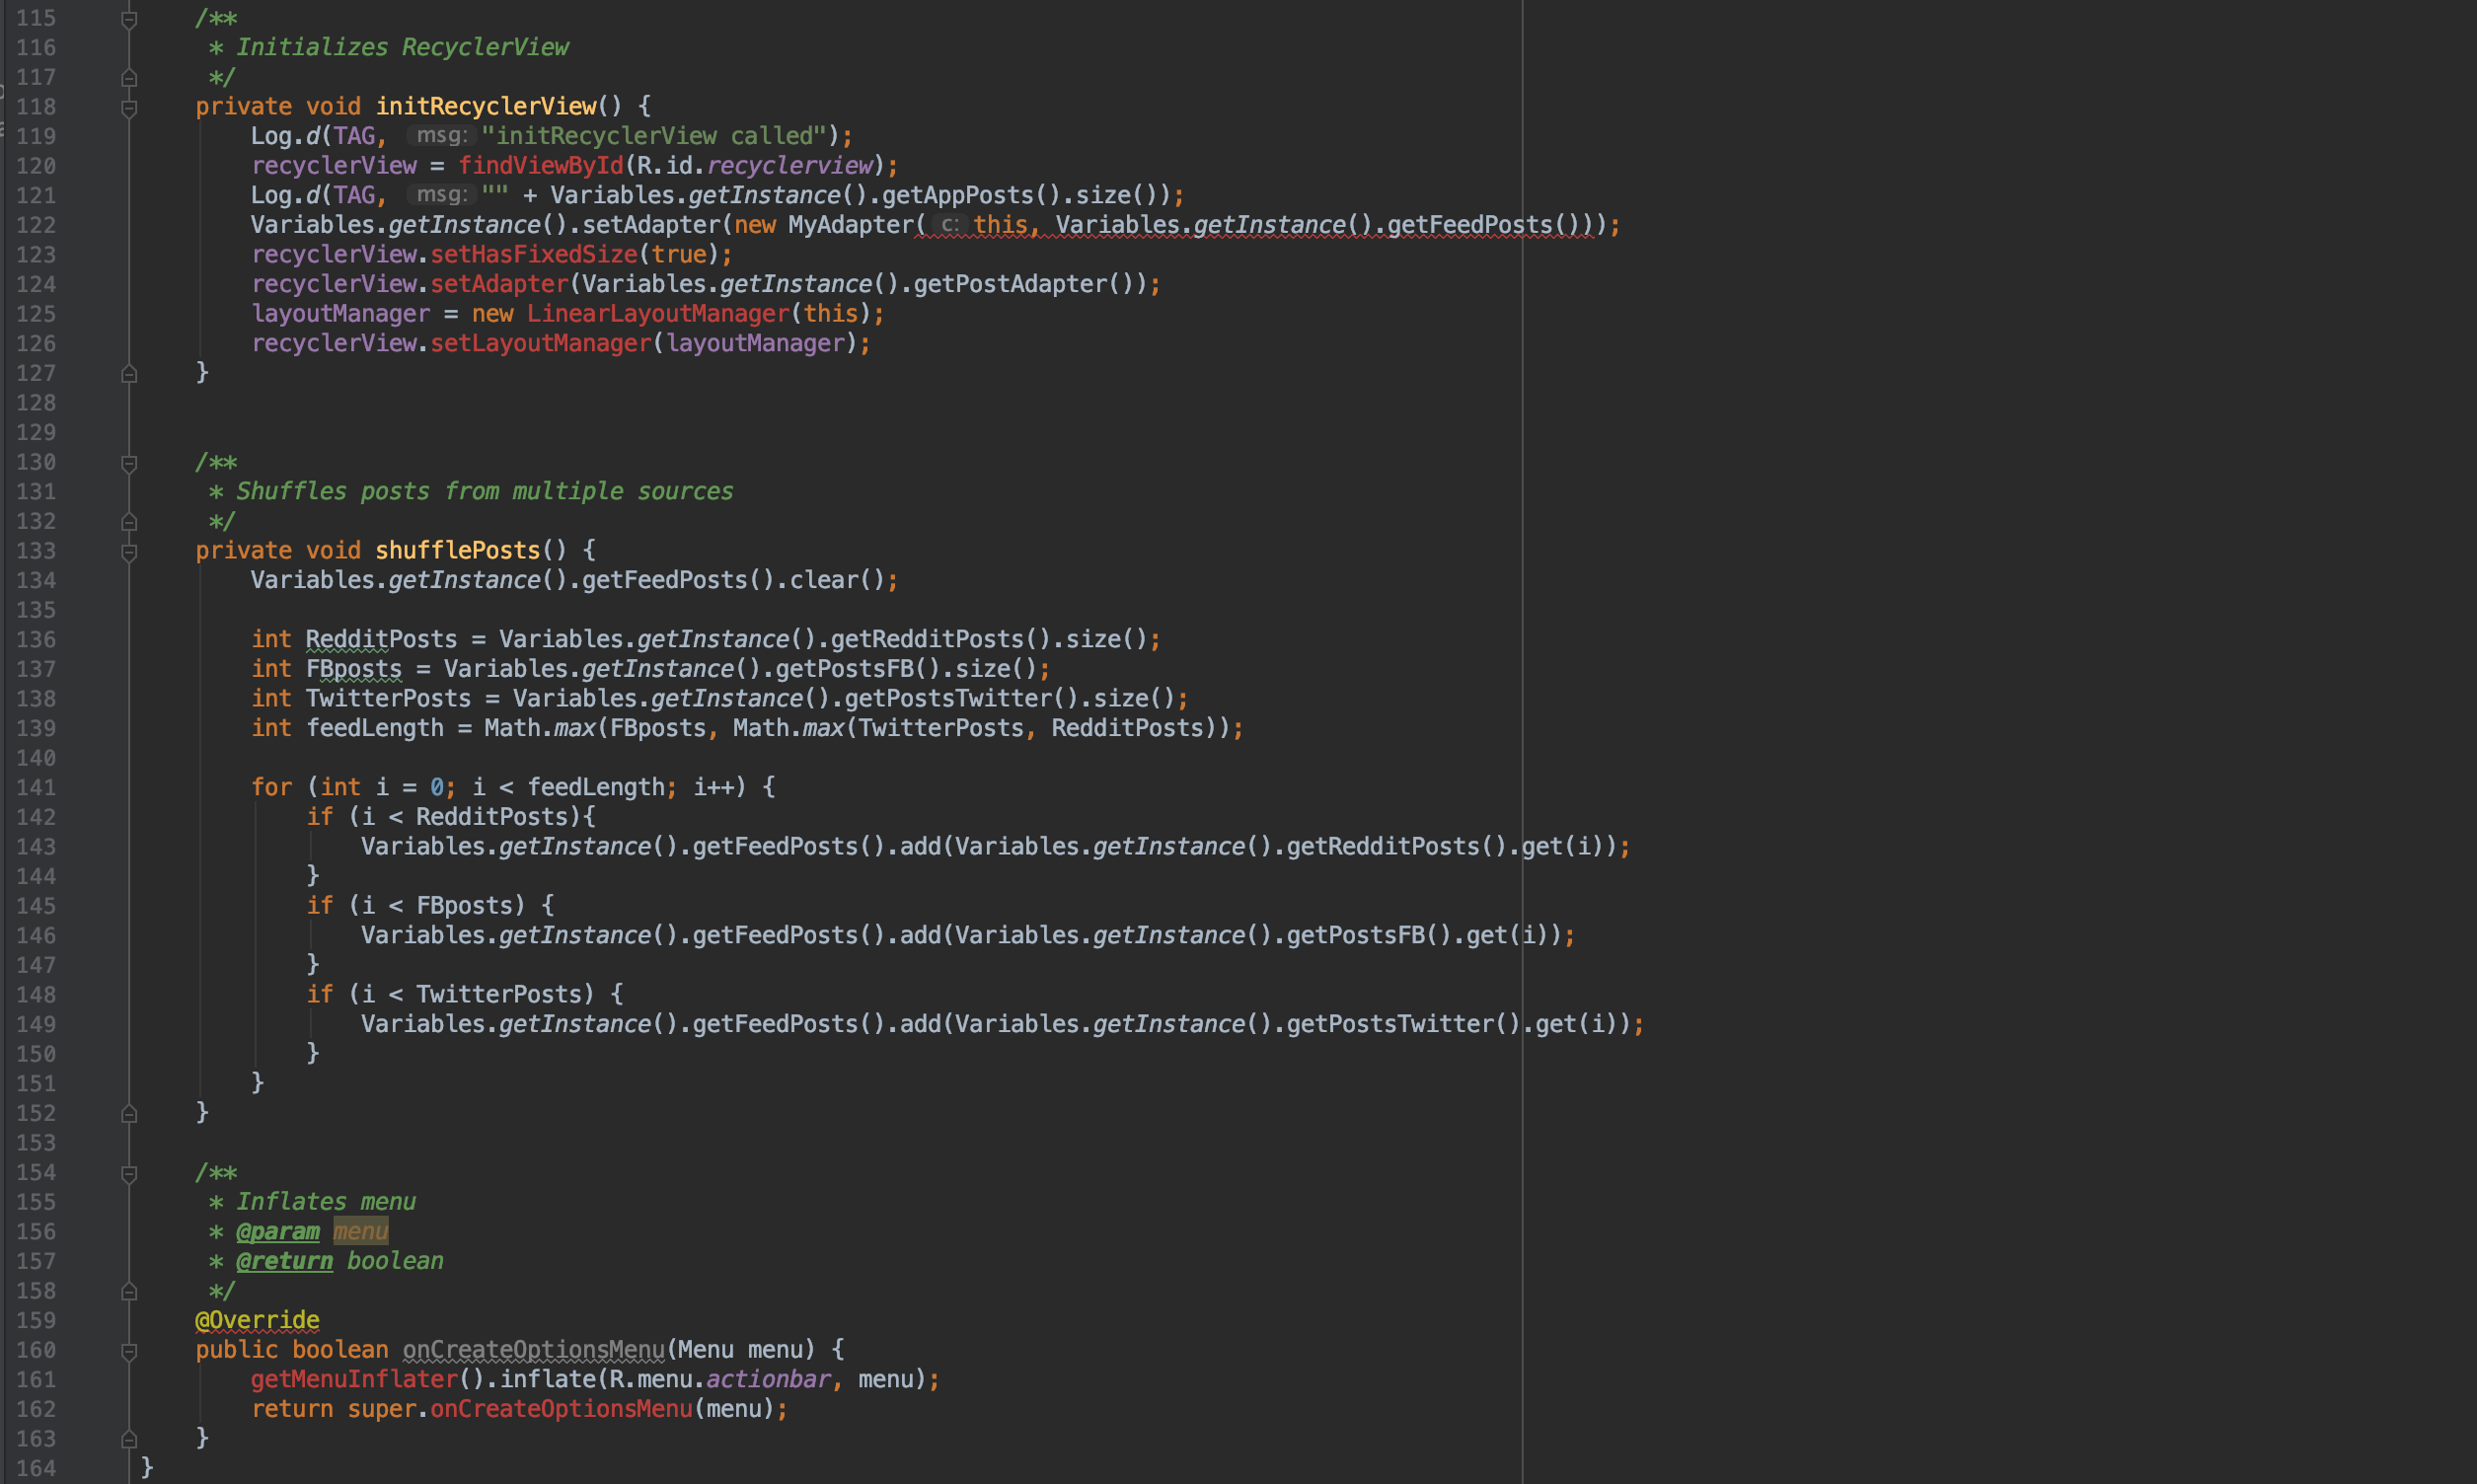 115 /**
116 * Initializes RecyclerView
117 */
118 private void initRecyclerView() {
119 Log.d(TAG, msg: "initRecyclerView called");
120 recyclerView = findViewById(R.id.recyclerview);
121 Log.d(TAG, msg: "" + Variables.getInstance().getAppPosts().size());
122 Variables.getInstance().setAdapter(new MyAdapter( c: this, Variables.getInstance().getFeedPosts()));
123 recyclerView.setHasFixedSize(true);
124 recyclerView.setAdapter(Variables.getInstance().getPostAdapter());
125 layoutManager = new LinearLayoutManager(this);
126 recyclerView.setLayoutManager(layoutManager);
127 }
128
129
130 /**
131 * Shuffles posts from multiple sources
132 */
133 private void shufflePosts() {
134 Variables.getInstance().getFeedPosts().clear();
135
136 int RedditPosts = Variables.getInstance().getRedditPosts().size();
137 int FBposts = Variables.getInstance().getPostsFB().size();
138 int TwitterPosts = Variables.getInstance().getPostsTwitter().size();
139 int feedLength = Math.max(FBposts, Math.max(TwitterPosts, RedditPosts));
140
141 for (int i = 0; i < feedLength; i++) {
142 if (i < RedditPosts){
143 Variables.getInstance().getFeedPosts().add(Variables.getInstance().getRedditPosts().get(i));
144 }
145 if (i < FBposts) {
146 Variables.getInstance().getFeedPosts().add(Variables.getInstance().getPostsFB().get(i));
147 }
148 if (i < TwitterPosts) {
149 Variables.getInstance().getFeedPosts().add(Variables.getInstance().getPostsTwitter().get(i));
150 }
151 }
152 }
153
154 /**
155 * Inflates menu
156 * @param menu
157 * @return boolean
158 */
159 @Override
160 public boolean onCreateOptionsMenu(Menu menu) {
161 getMenuInflater().inflate(R.menu.actionbar, menu);
162 return super.onCreateOptionsMenu(menu);
163 }
164 }